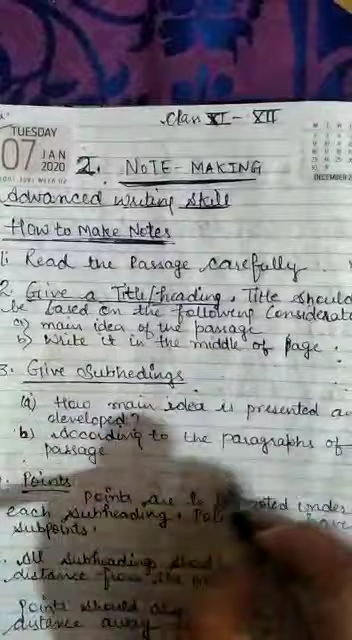 Class XI - XII
TUESDAY
07 JAN
2020
2. NOTE-MAKING
Advanced Writing Skill
How to Make Notes
1. Read the Passage carefully.
2. Give a Title/heading. Title should
be based on the following Considerat
a) main idea of the passage
b) Write it in the middle of page.
3. Give Subhedings
(a) How main idea is presented a
developed?
b) According to the paragraphs of
passage
Points
points are to be noted under
each subheading.
have
subpoints.
All subheadings shoul
distance from the
points should
distance away
DECEMBER